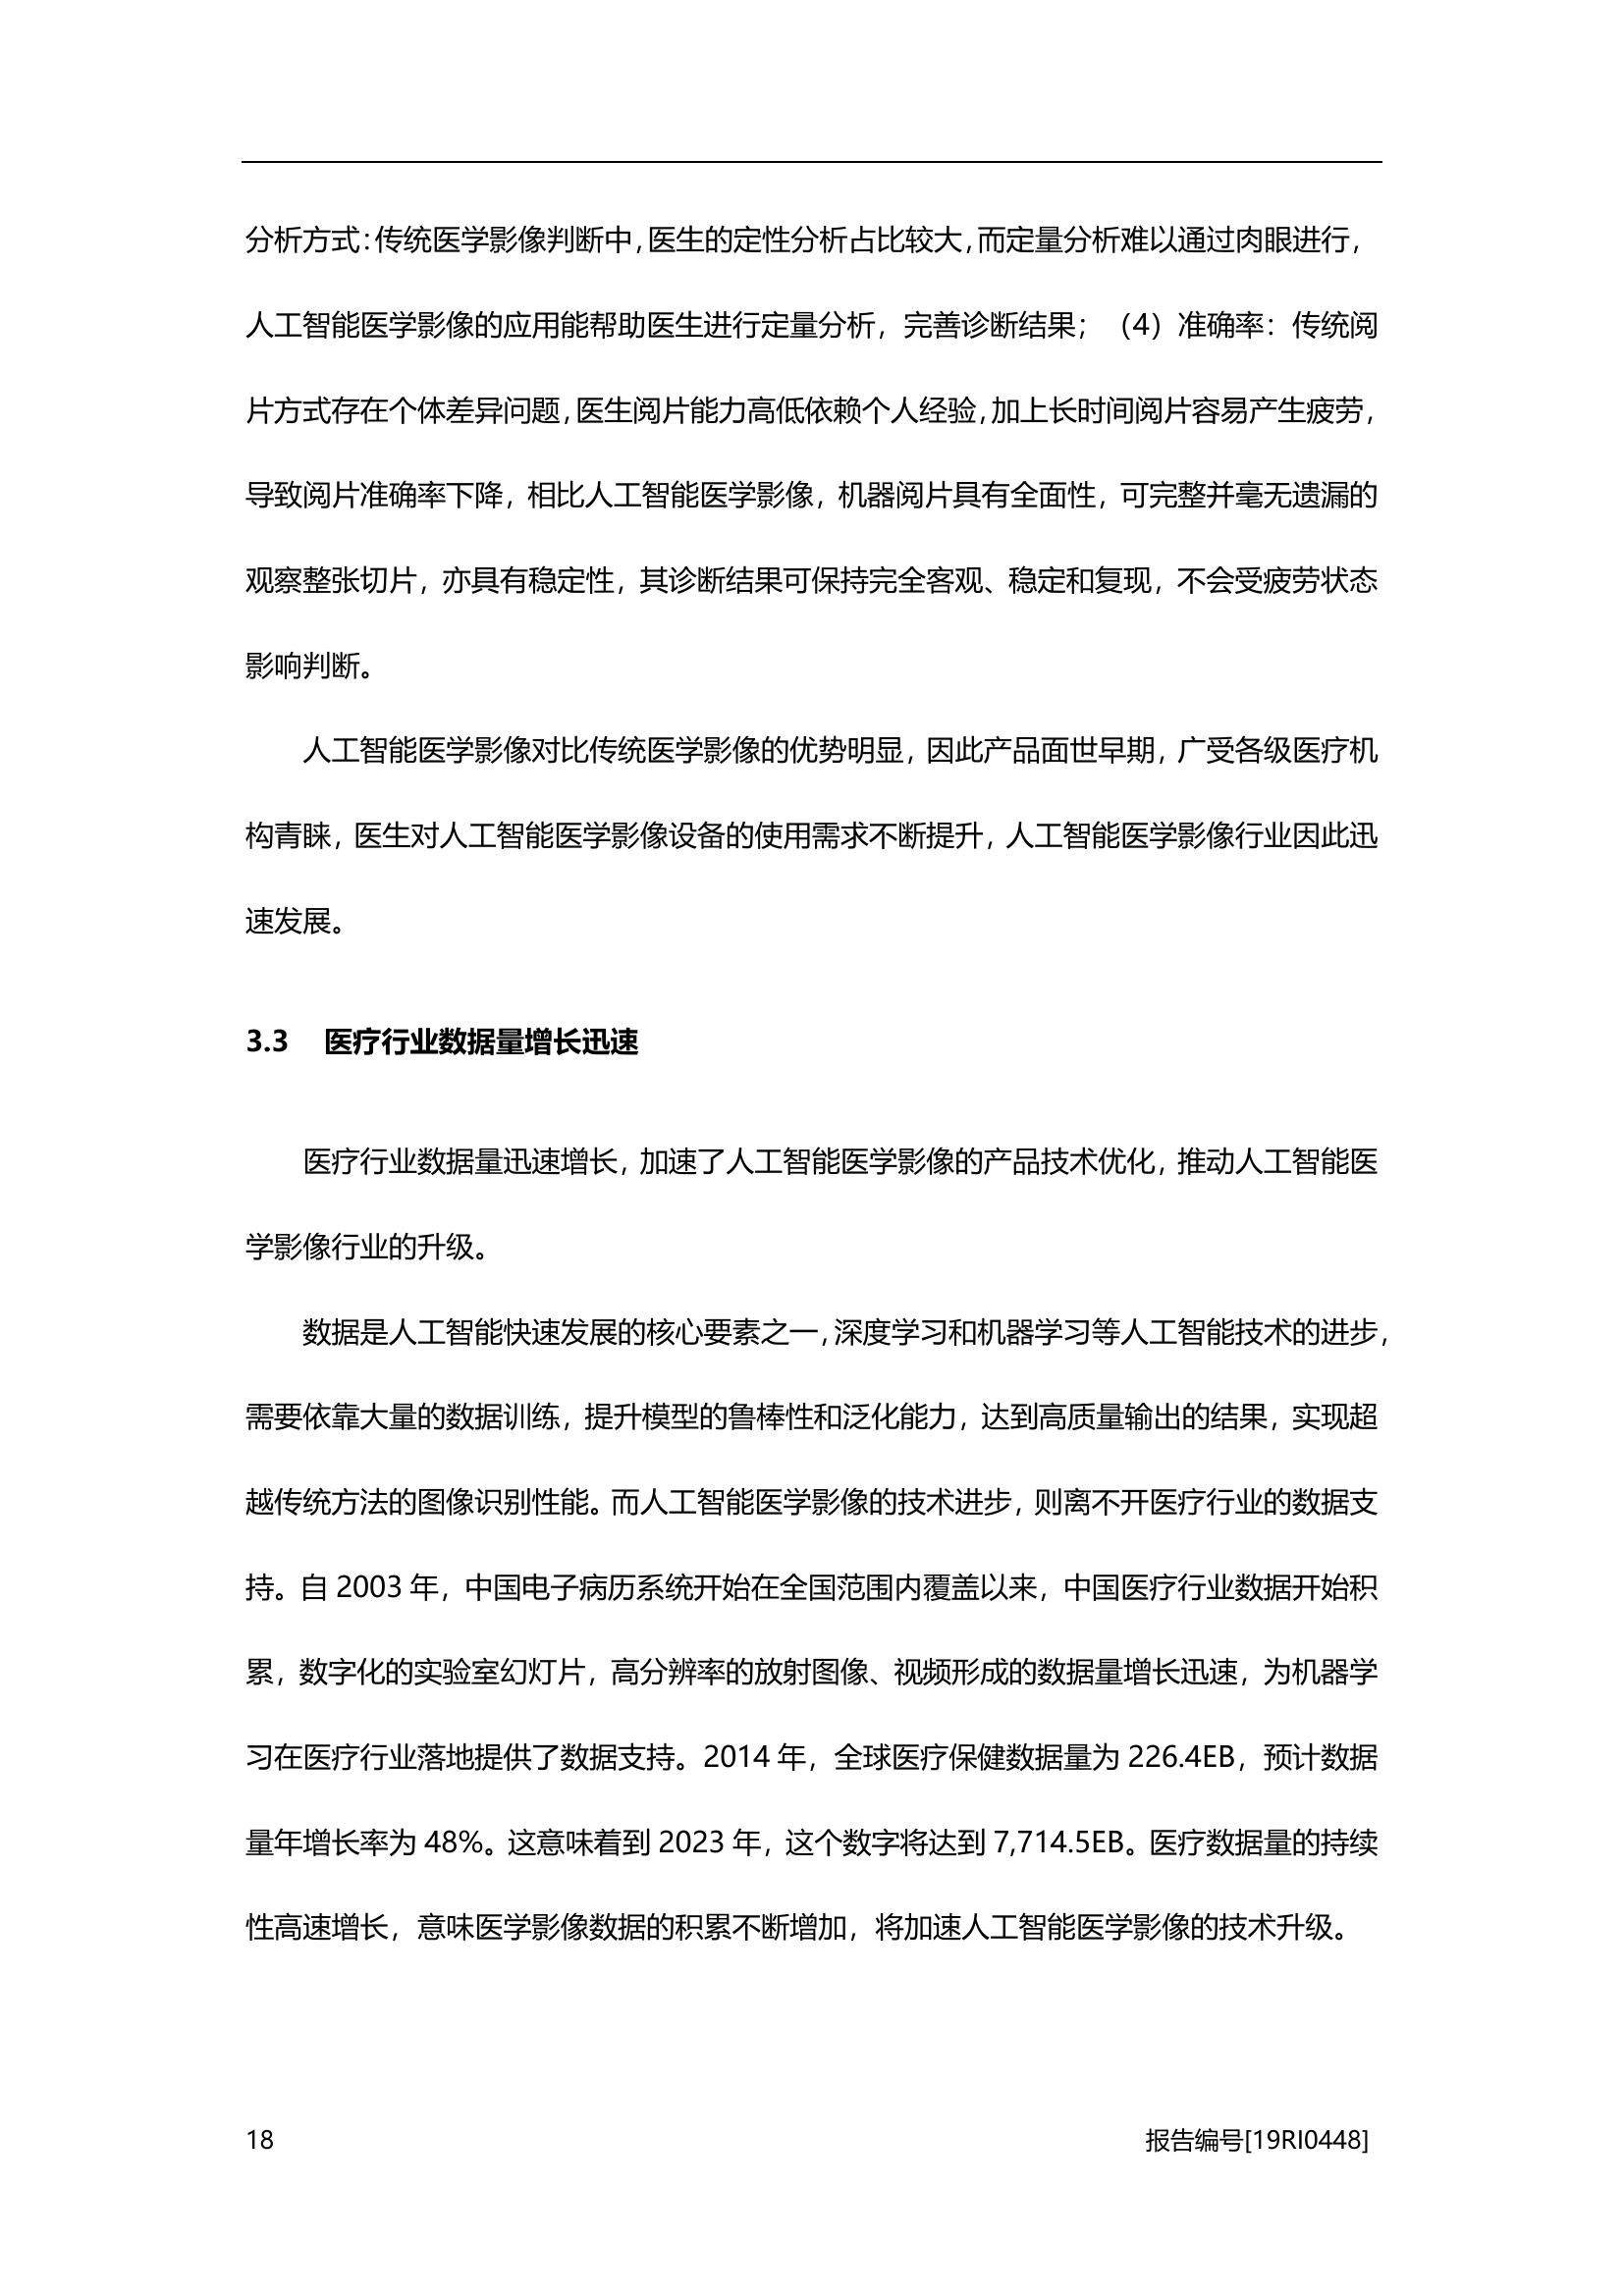 分析方式：传统医学影像判断中，医生的定性分析占比较大，而定量分析难以通过肉眼进行，
人工智能医学影像的应用能帮助医生进行定量分析，完善诊断结果；（4）准确率：传统阅
片方式存在个体差异问题，医生阅片能力高低依赖个人经验，加上长时间阅片容易产生疲劳，
导致阅片准确率下降，相比人工智能医学影像，机器阅片具有全面性，可完整并毫无遗漏的
观察整张切片，亦具有稳定性，其诊断结果可保持完全客观、稳定和复现，不会受疲劳状态
影响判断。
人工智能医学影像对比传统医学影像的优势明显，因此产品面世早期，广受各级医疗机
构青睐，医生对人工智能医学影像设备的使用需求不断提升，人工智能医学影像行业因此迅
速发展。
3.3 医疗行业数据量增长迅速
医疗行业数据量迅速增长，加速了人工智能医学影像的产品技术优化，推动人工智能医
学影像行业的升级。
数据是人工智能快速发展的核心要素之一，深度学习和机器学习等人工智能技术的进步，
需要依靠大量的数据训练，提升模型的鲁棒性和泛化能力，达到高质量输出的结果，实现超
越传统方法的图像识别性能。而人工智能医学影像的技术进步，则离不开医疗行业的数据支
持。自 2003 年，中国电子病历系统开始在全国范围内覆盖以来，中国医疗行业数据开始积
累，数字化的实验室幻灯片，高分辨率的放射图像、视频形成的数据量增长迅速，为机器学
习在医疗行业落地提供了数据支持。2014 年，全球医疗保健数据量为 226.4EB，预计数据
量年增长率为 48%。这意味着到 2023 年，这个数字将达到 7,714.5EB。医疗数据量的持续
性高速增长，意味医学影像数据的积累不断增加，将加速人工智能医学影像的技术升级。
18 报告编号[19RI0448]